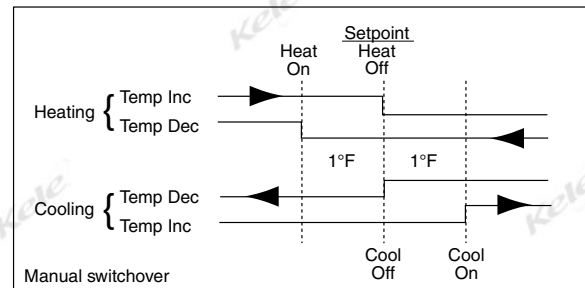 Kele
Setpoint
Heat On
Heat Off
Heating { Temp Inc
Temp Dec
1°F 1°F
Kele
Cooling { Temp Dec
Temp Inc
Kele
Cool Off
Cool On
Manual switchover